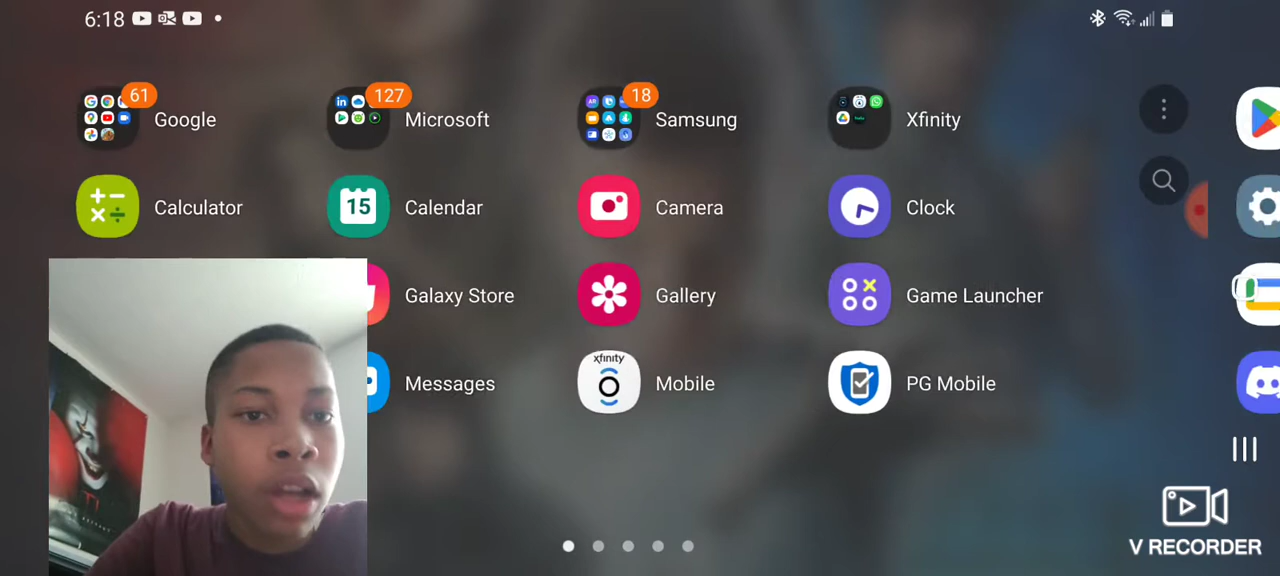 6:18
61
127
18
Google
Microsoft
Samsung
Xfinity
Calculator
15
Calendar
Camera
Clock
Galaxy Store
Gallery
Game Launcher
Messages
xfinity
Mobile
PG Mobile
V RECORDER